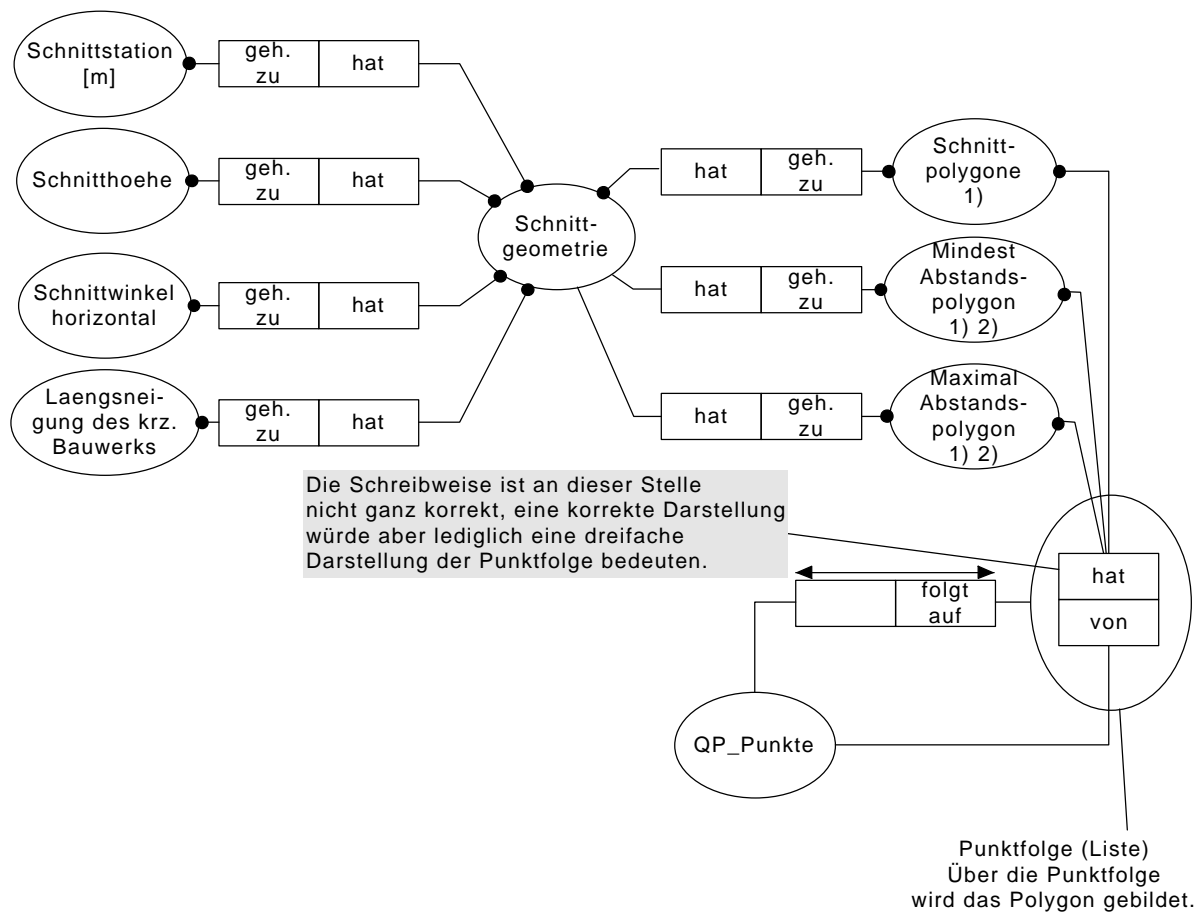 Schnittstation
[m]
geh.
zu
hat
Schnitthoehe
geh.
zu
hat
Schnittwinkel
horizontal
geh.
zu
hat
Laengsnei-
gung des krz.
Bauwerks
geh.
zu
hat
Schnitt-
geometrie
hat
geh.
zu
Schnitt-
polygone
1)
hat
geh.
zu
Mindest
Abstands-
polygon
1) 2)
hat
geh.
zu
Maximal
Abstands-
polygon
1) 2)
Die Schreibweise ist an dieser Stelle
nicht ganz korrekt, eine korrekte Darstellung
würde aber lediglich eine dreifache
Darstellung der Punktfolge bedeuten.
folgt
auf
hat
von
QP_Punkte
Punktfolge (Liste)
Über die Punktfolge
wird das Polygon gebildet.